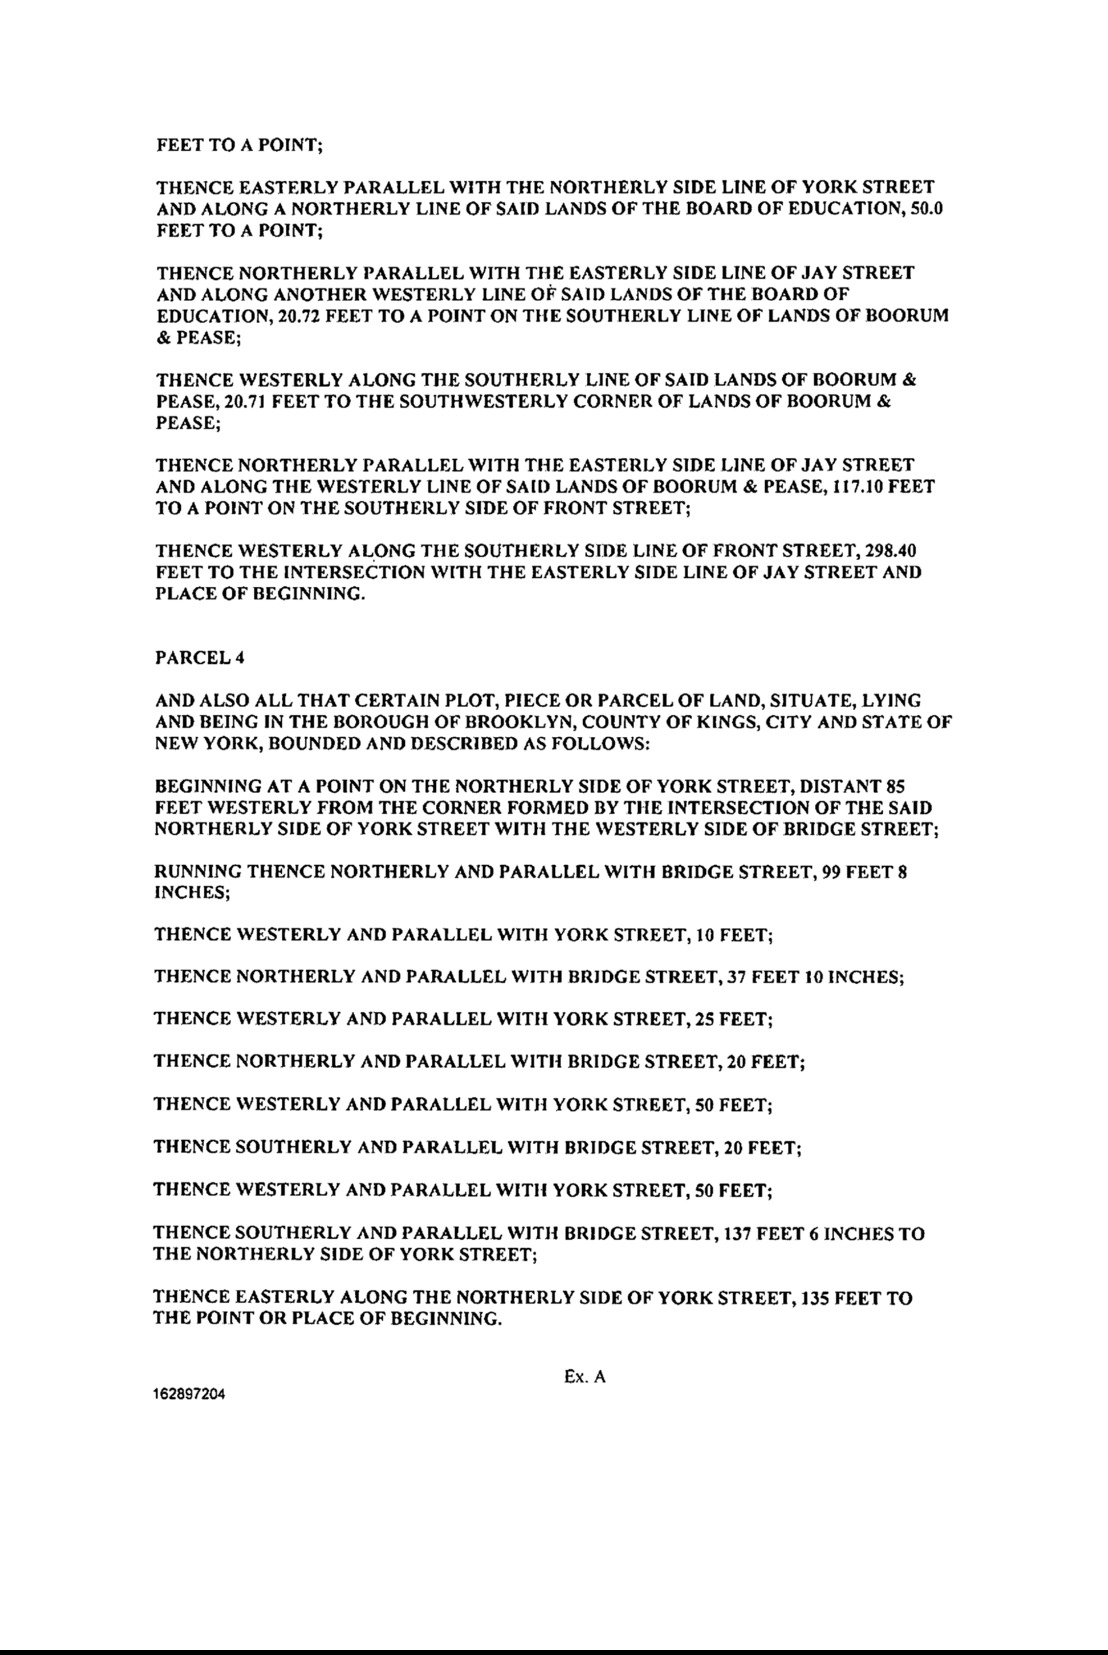 FEET TO A POINT;
THENCE EASTERLY PARALLEL WITH THE NORTHERLY SIDE LINE OF YORK STREET
AND ALONG A NORTHERLY LINE OF SAID LANDS OF THE BOARD OF EDUCATION, 50.0
FEET TO A POINT;
THENCE NORTHERLY PARALLEL WITH THE EASTERLY SIDE LINE OF JAY STREET
AND ALONG ANOTHER WESTERLY LINE OF SAID LANDS OF THE BOARD OF
EDUCATION, 20.72 FEET TO A POINT ON THE SOUTHERLY LINE OF LANDS OF BOORUM
& PEASE;
THENCE WESTERLY ALONG THE SOUTHERLY LINE OF SAID LANDS OF BOORUM &
PEASE, 20.71 FEET TO THE SOUTHWESTERLY CORNER OF LANDS OF BOORUM &
PEASE;
THENCE NORTHERLY PARALLEL WITH THE EASTERLY SIDE LINE OF JAY STREET
AND ALONG THE WESTERLY LINE OF SAID LANDS OF BOORUM & PEASE, 117.10 FEET
TO A POINT ON THE SOUTHERLY SIDE OF FRONT STREET;
THENCE WESTERLY ALONG THE SOUTHERLY SIDE LINE OF FRONT STREET, 298.40
FEET TO THE INTERSECTION WITH THE EASTERLY SIDE LINE OF JAY STREET AND
PLACE OF BEGINNING.
PARCEL 4
AND ALSO ALL THAT CERTAIN PLOT, PIECE OR PARCEL OF LAND, SITUATE, LYING
AND BEING IN THE BOROUGH OF BROOKLYN, COUNTY OF KINGS, CITY AND STATE OF
NEW YORK, BOUNDED AND DESCRIBED AS FOLLOWS:
BEGINNING AT A POINT ON THE NORTHERLY SIDE OF YORK STREET, DISTANT 85
FEET WESTERLY FROM THE CORNER FORMED BY THE INTERSECTION OF THE SAID
NORTHERLY SIDE OF YORK STREET WITH THE WESTERLY SIDE OF BRIDGE STREET;
RUNNING THENCE NORTHERLY AND PARALLEL WITH BRIDGE STREET, 99 FEET 8
INCHES;
THENCE WESTERLY AND PARALLEL WITH YORK STREET, 10 FEET;
THENCE NORTHERLY AND PARALLEL WITH BRIDGE STREET, 37 FEET 10 INCHES;
THENCE WESTERLY AND PARALLEL WITH YORK STREET, 25 FEET;
THENCE NORTHERLY AND PARALLEL WITH BRIDGE STREET, 20 FEET;
THENCE WESTERLY AND PARALLEL WITH YORK STREET, 50 FEET;
THENCE SOUTHERLY AND PARALLEL WITH BRIDGE STREET, 20 FEET;
THENCE WESTERLY AND PARALLEL WITH YORK STREET, 50 FEET;
THENCE SOUTHERLY AND PARALLEL WITH BRIDGE STREET, 137 FEET 6 INCHES TO
THE NORTHERLY SIDE OF YORK STREET;
THENCE EASTERLY ALONG THE NORTHERLY SIDE OF YORK STREET, 135 FEET TO
THE POINT OR PLACE OF BEGINNING.
Ex. A
162897204